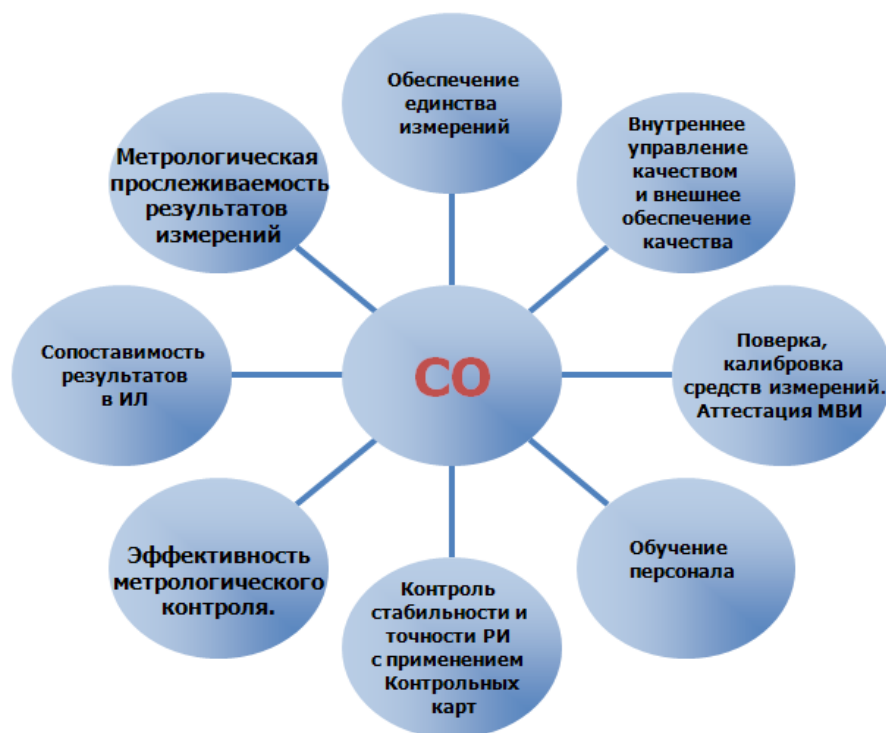 Обеспечение
единства
измерений
Внутреннее
управление
качеством
и внешнее
обеспечение
качества
Поверка,
калибровка
средств измерений.
Аттестация МВИ
Обучение
персонала
Контроль
стабильности и
точности РИ
с применением
Контрольных
карт
Эффективность
метрологического
контроля.
Сопоставимость
результатов
в ИЛ
Метрологическая
прослеживаемость
результатов
измерений
СО